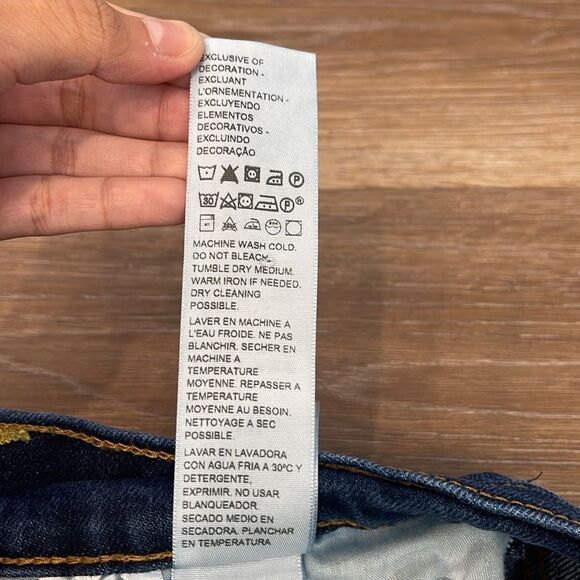 EXCLUSIVE OF
DECORATION -
EXCLUANT
L'ORNEMENTATION -
EXCLUYENDO
ELEMENTOS
DECORATIVOS -
EXCLUINDO
DECORAÇÃO
P
30 P®
MACHINE WASH COLD.
DO NOT BLEACH.
TUMBLE DRY MEDIUM.
WARM IRON IF NEEDED.
DRY CLEANING
POSSIBLE.
LAVER EN MACHINE A
L'EAU FROIDE. NE PAS
BLANCHIR. SECHER EN
MACHINE A
TEMPERATURE
MOYENNE. REPASSER A
TEMPERATURE
MOYENNE AU BESOIN.
NETTOYAGE A SEC
POSSIBLE.
LAVAR EN LAVADORA
CON AGUA FRIA A 30ºC Y
DETERGENTE,
EXPRIMIR. NO USAR
BLANQUEADOR.
SECADO MEDIO EN
SECADORA. PLANCHAR
EN TEMPERATURA